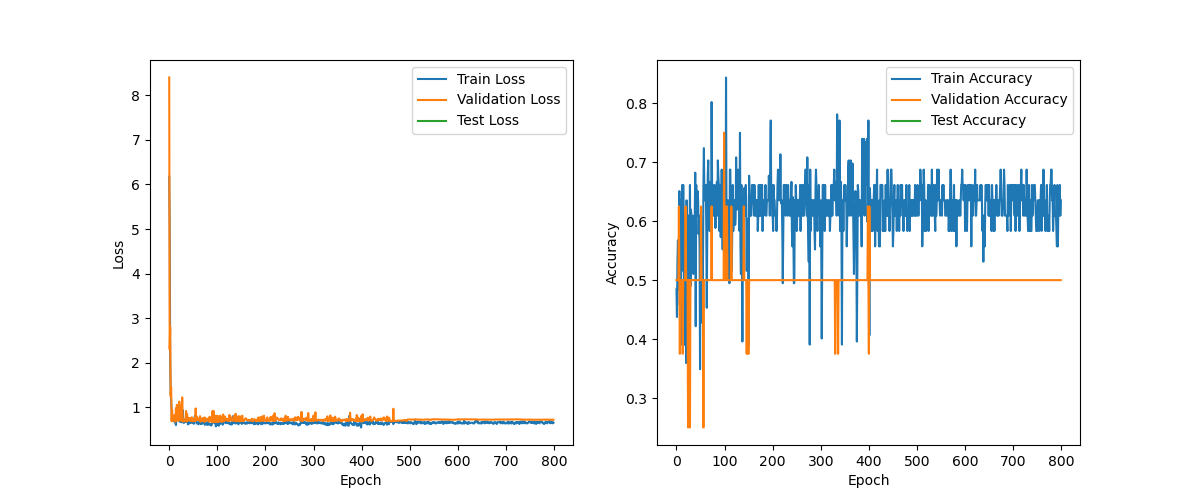 Train Loss
Validation Loss
Test Loss
8
7
6
5
4
3
2
1
Loss
0 100 200 300 400 500 600 700 800
Epoch
Train Accuracy
Validation Accuracy
Test Accuracy
0.8
0.7
0.6
0.5
0.4
0.3
Accuracy
0 100 200 300 400 500 600 700 800
Epoch